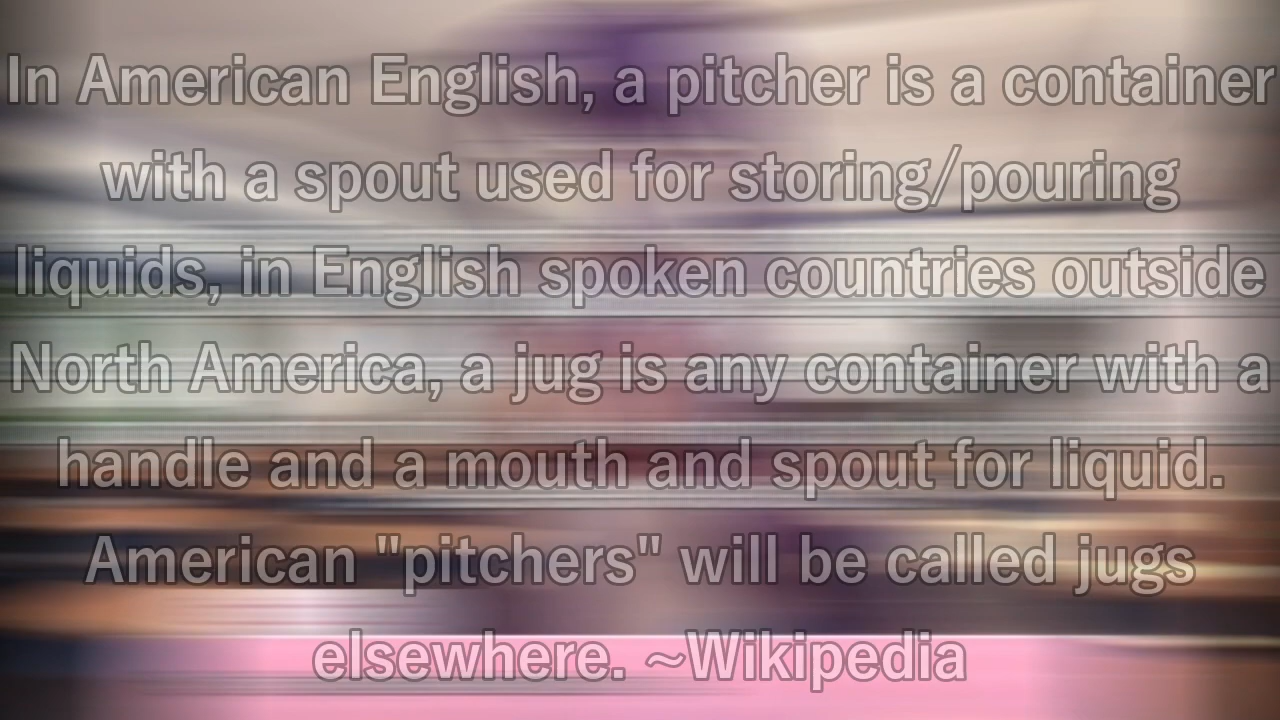 In American English, a pitcher is a container
with a spout used for storing/pouring
liquids, in English spoken countries outside
North America, a jug is any container with a
handle and a mouth and spout for liquid.
American "pitchers" will be called jugs
elsewhere. ~Wikipedia